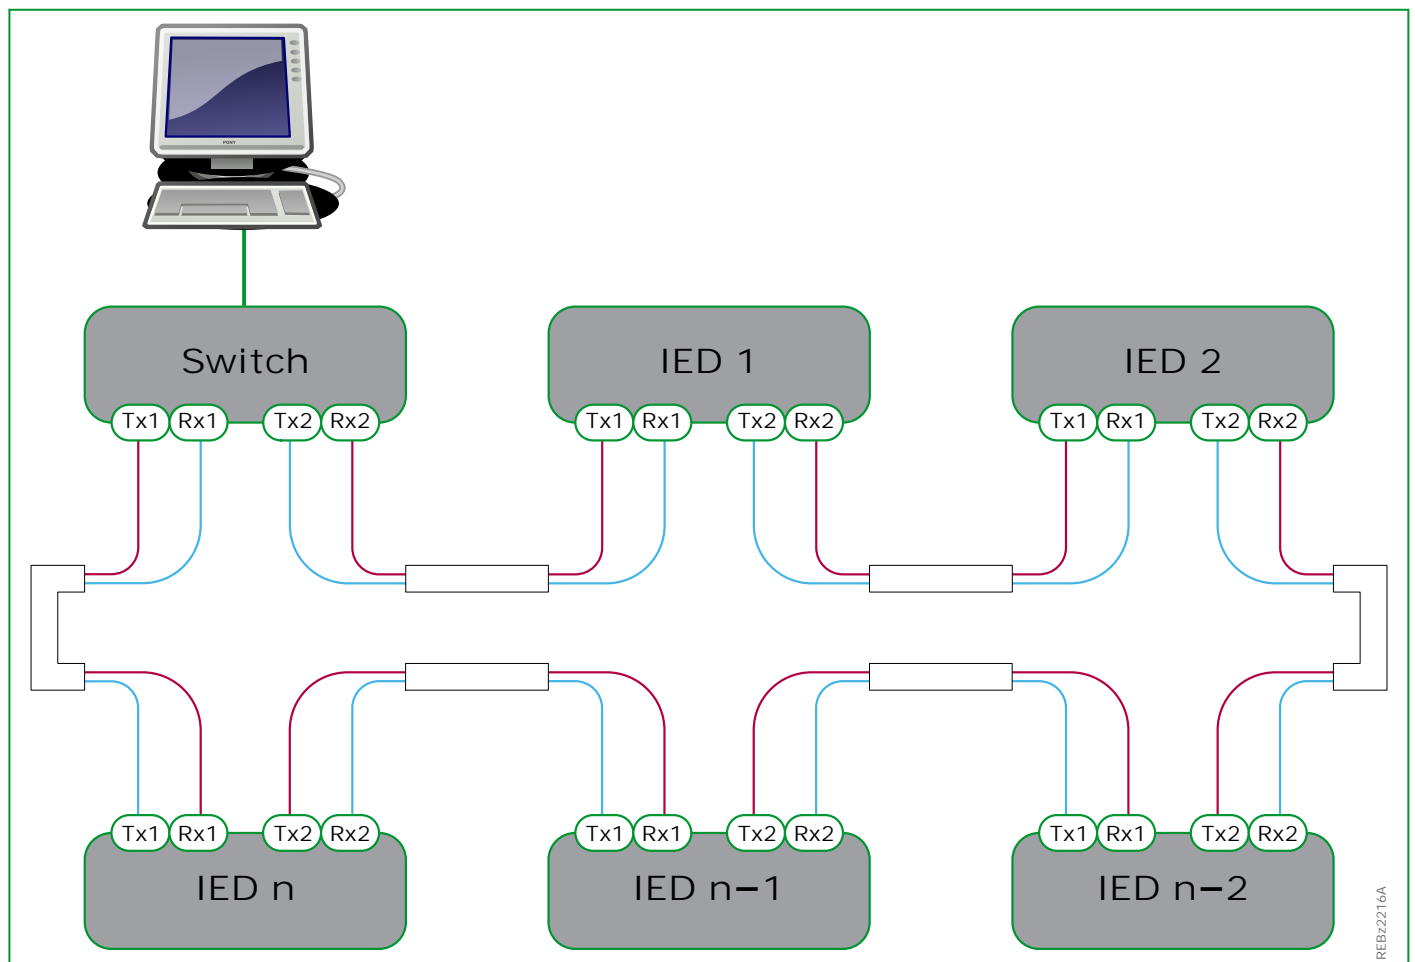 PONY
Switch
IED 1
IED 2
Tx1 Rx1 Tx2 Rx2
Tx1 Rx1 Tx2 Rx2
Tx1 Rx1 Tx2 Rx2
Tx1 Rx1 Tx2 Rx2
Tx1 Rx1 Tx2 Rx2
Tx1 Rx1 Tx2 Rx2
IED n
IED n–1
IED n–2
REBz2216A